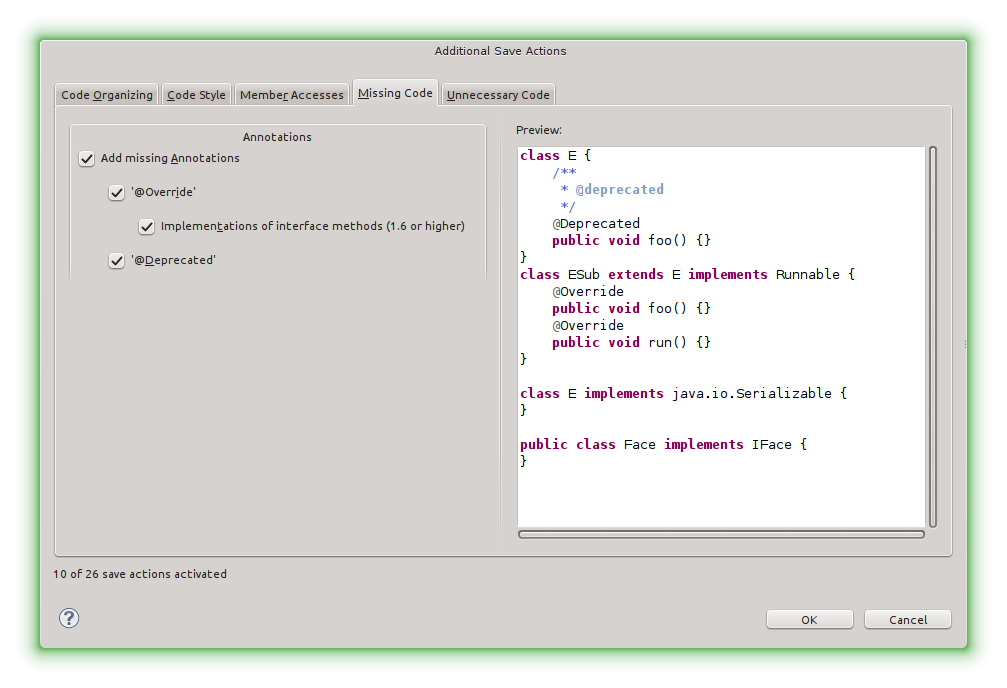 Additional Save Actions
Code Organizing
Code Style
Member Accesses
Missing Code
Unnecessary Code
Annotations
Add missing Annotations
'@Override'
Implementations of interface methods (1.6 or higher)
'@Deprecated'
Preview:
class E {
    /**
     * @deprecated
     */
    @Deprecated
    public void foo() {}
}
class ESub extends E implements Runnable {
    @Override
    public void foo() {}
    @Override
    public void run() {}
}

class E implements java.io.Serializable {
}

public class Face implements IFace {
}
10 of 26 save actions activated
?
OK
Cancel